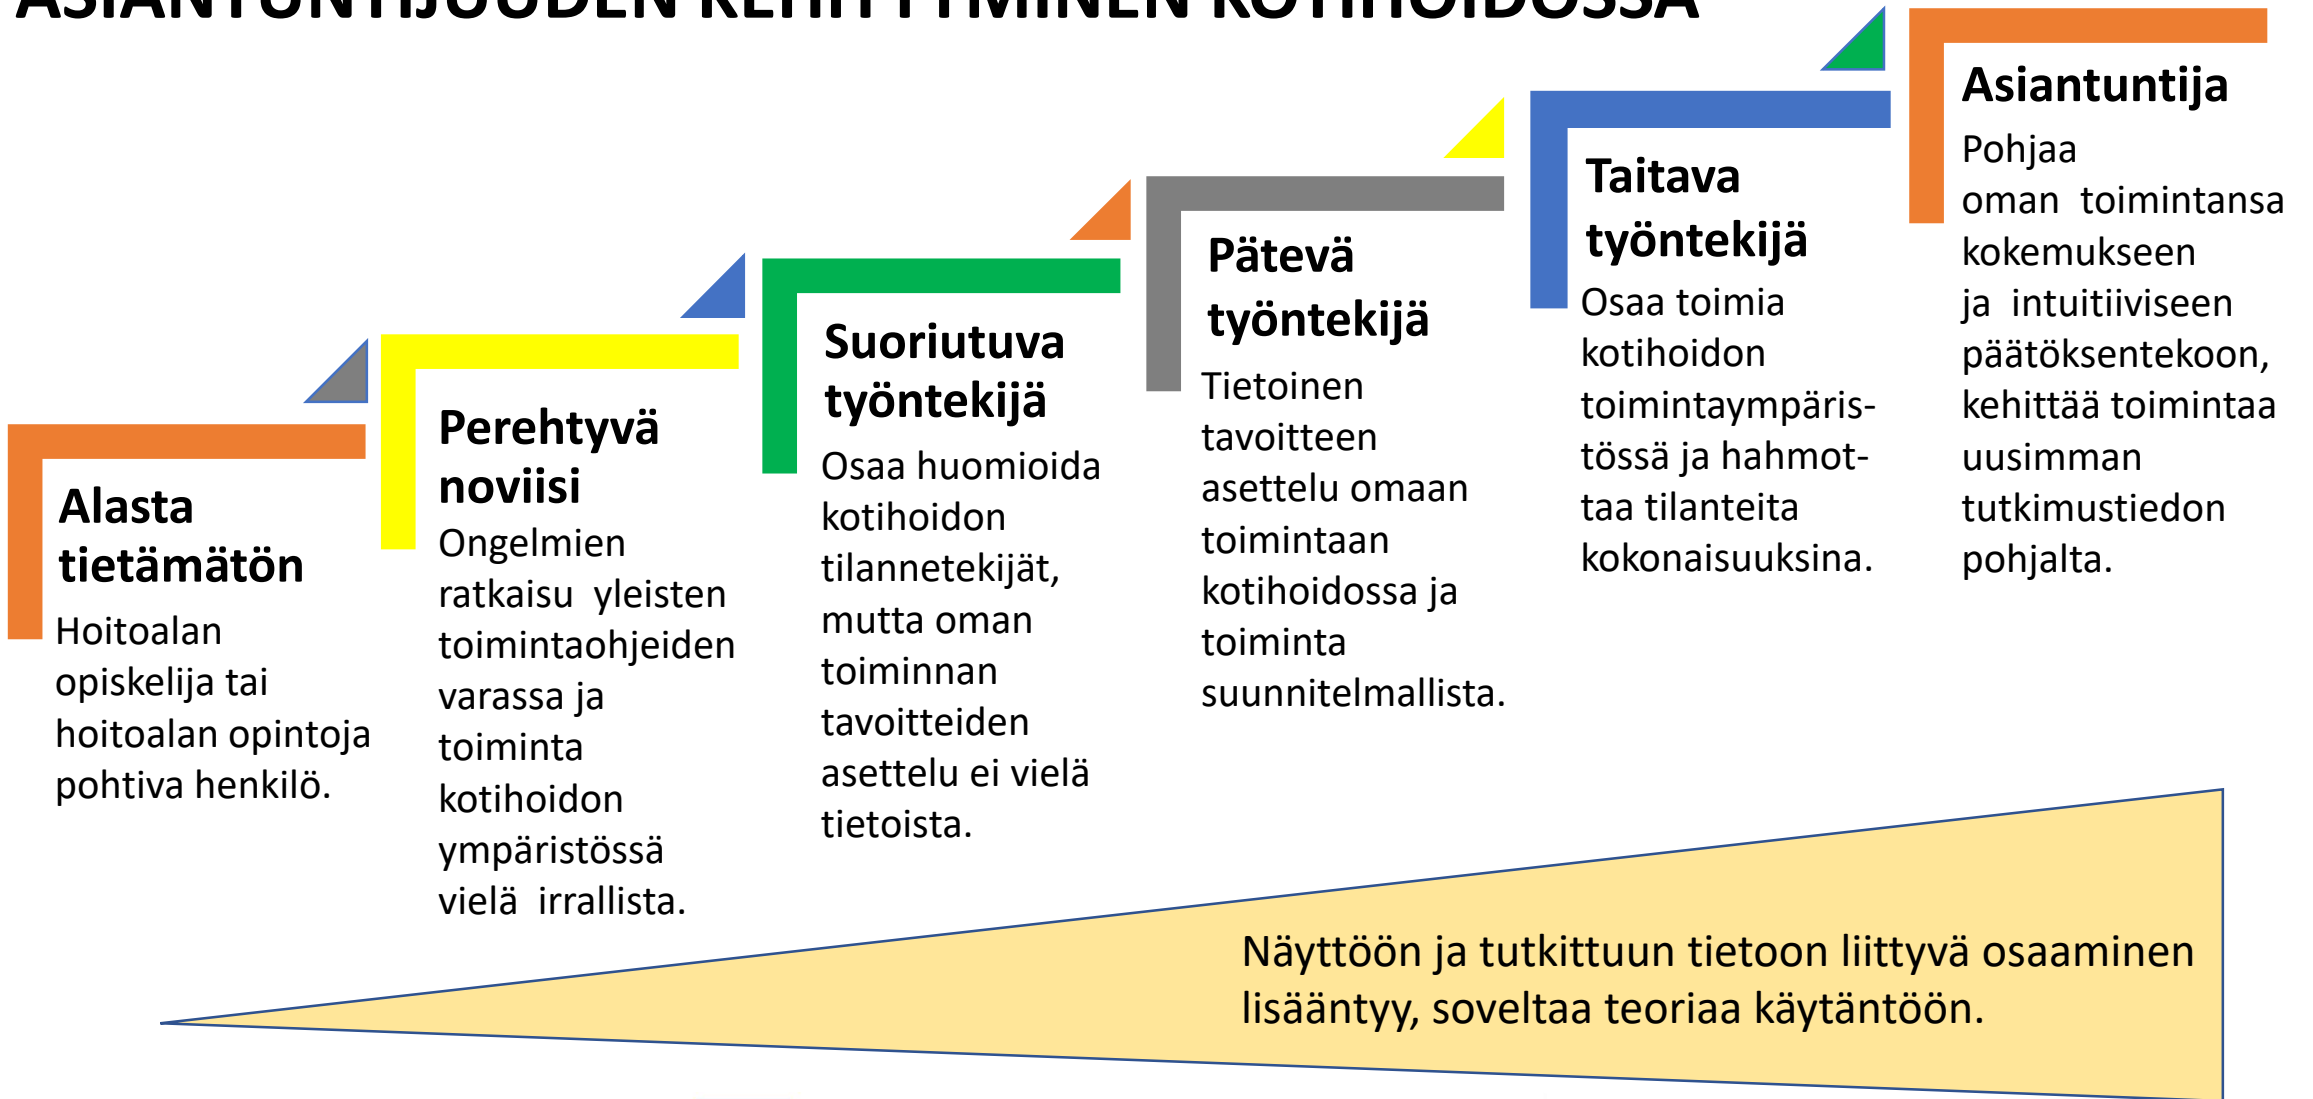 ASIANTUNTIJUUDEN KEHITTYMINEN KOTIHOIDOSSA
Alasta
tietämätön
Hoitoalan
opiskelija tai
hoitoalan opintoja
pohtiva henkilö.
Perehtyvä
noviisi
Ongelmien
ratkaisu yleisten
toimintaohjeiden
varassa ja
toiminta
kotihoidon
ympäristössä
vielä irrallista.
Suoriutuva
työntekijä
Osaa huomioida
kotihoidon
tilannetekijät,
mutta oman
toiminnan
tavoitteiden
asettelu ei vielä
tietoista.
Pätevä
työntekijä
Tietoinen
tavoitteen
asettelu omaan
toimintaan
kotihoidossa ja
toiminta
suunnitelmallista.
Taitava
työntekijä
Osaa toimia
kotihoidon
toimintaympäris-
tössä ja hahmot-
taa tilanteita
kokonaisuuksina.
Asiantuntija
Pohjaa
oman toimintansa
kokemukseen
ja intuitiiviseen
päätöksentekoon,
kehittää toimintaa
uusimman
tutkimustiedon
pohjalta.
Näyttöön ja tutkittuun tietoon liittyvä osaaminen
lisääntyy, soveltaa teoriaa käytäntöön.